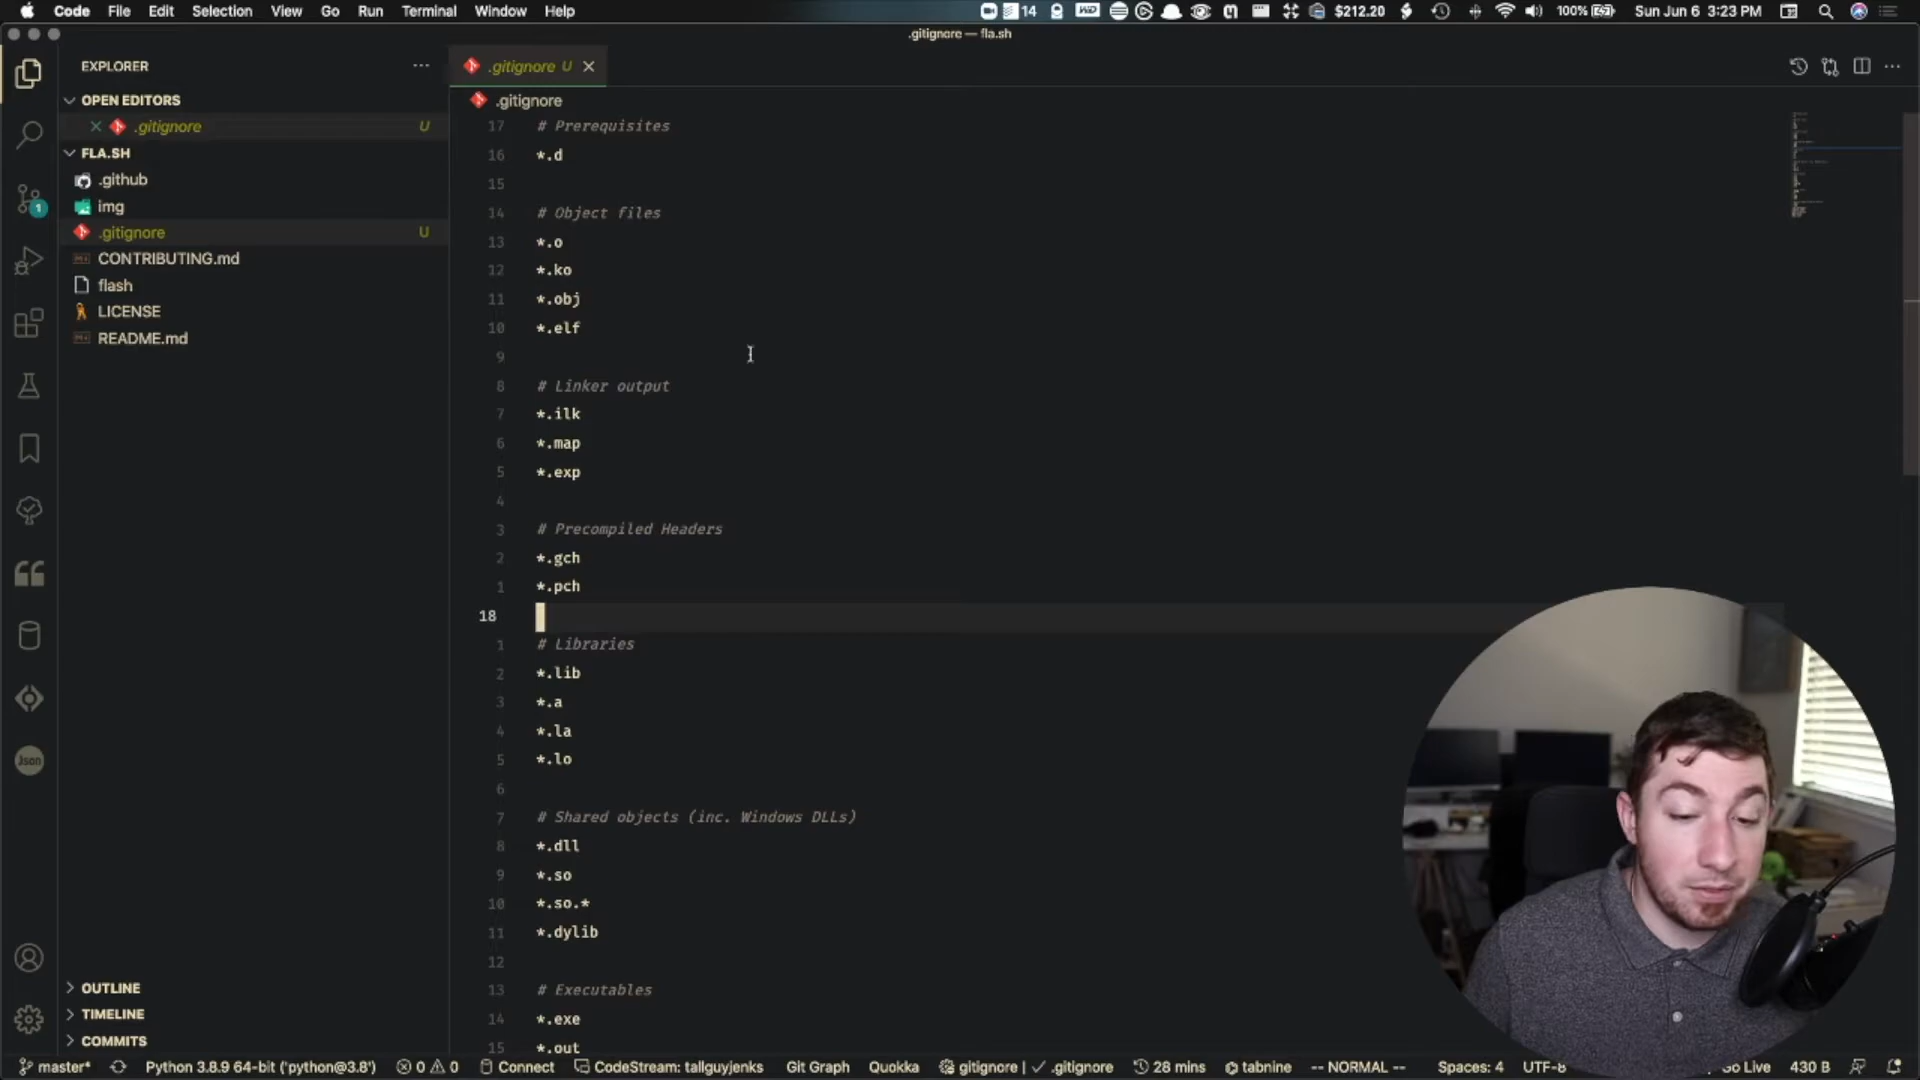 Code File Edit Selection View Go Run Terminal Window Help
14 $212.20 100% Sun Jun 6 3:23 PM
.gitignore — fla.sh
EXPLORER
OPEN EDITORS
.gitignore U
FLA.SH
.github
img
.gitignore U
CONTRIBUTING.md
flash
LICENSE
README.md
OUTLINE
TIMELINE
COMMITS
1
Json
.gitignore U
.gitignore
17 # Prerequisites
16 *.d
15
14 # Object files
13 *.o
12 *.ko
11 *.obj
10 *.elf
9
8 # Linker output
7 *.ilk
6 *.map
5 *.exp
4
3 # Precompiled Headers
2 *.gch
1 *.pch
18
1 # Libraries
2 *.lib
3 *.a
4 *.la
5 *.lo
6
7 # Shared objects (inc. Windows DLLs)
8 *.dll
9 *.so
10 *.so.*
11 *.dylib
12
13 # Executables
14 *.exe
15 *.out
master* Python 3.8.9 64-bit ('python@3.8') 0 0 Connect CodeStream: tallguyjenks Git Graph Quokka gitignore | .gitignore 28 mins tabnine -- NORMAL -- Spaces: 4 UTF-8 Go Live 430 B